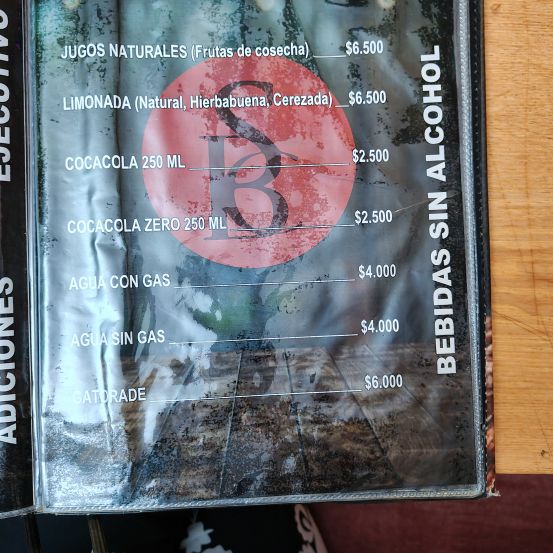 EJECUTIVO
ADICIONES
JUGOS NATURALES (Frutas de cosecha) $6.500
LIMONADA (Natural, Hierbabuena, Cerezada) $6.500
COCACOLA 250 ML $2.500
COCACOLA ZERO 250 ML $2.500
AGUA CON GAS $4.000
AGUA SIN GAS $4.000
GATORADE $6.000
BEBIDAS SIN ALCOHOL